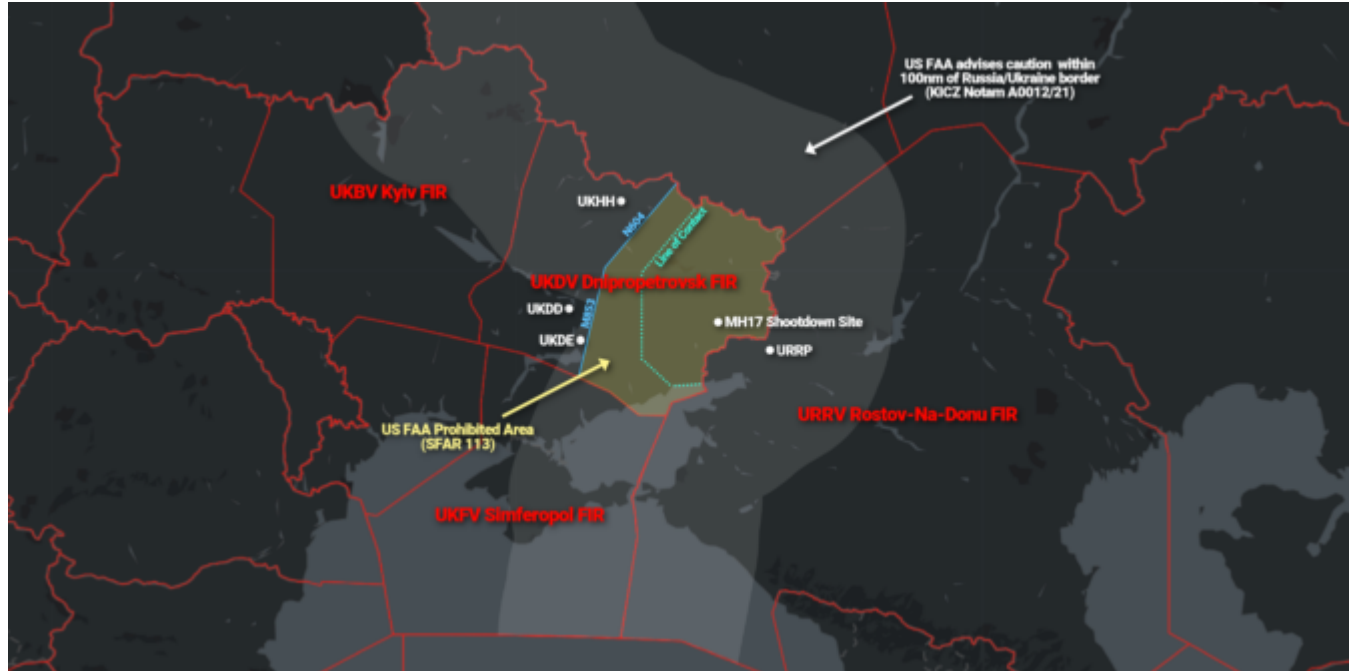 US FAA advises caution within
100nm of Russia/Ukraine border
(KICZ Notam A0012/21)
UKBV Kyiv FIR
UKHH
N604
Line of Contact
UKDV Dnipropetrovsk FIR
UKDD
M853
MH17 Shootdown Site
UKDE
URRP
URRV Rostov-Na-Donu FIR
US FAA Prohibited Area
(SFAR 113)
UKFV Simferopol FIR